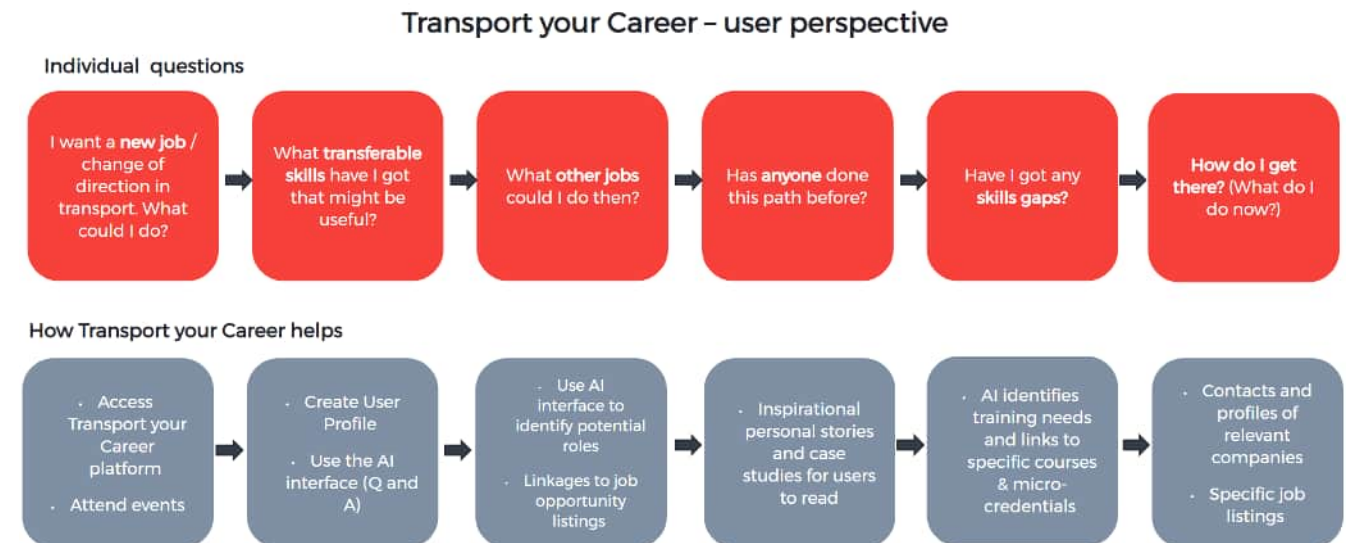 Transport your Career – user perspective
Individual questions
I want a new job /
change of
direction in
transport. What
could I do?
What transferable
skills have I got
that might be
useful?
What other jobs
could I do then?
Has anyone done
this path before?
Have I got any
skills gaps?
How do I get
there? (What do I
do now?)
How Transport your Career helps
· Access
Transport your
Career
platform
· Attend events
· Create User
Profile
· Use the AI
interface (Q and
A)
· Use AI
interface to
identify potential
roles
· Linkages to job
opportunity
listings
· Inspirational
personal stories
and case
studies for users
to read
· AI identifies
training needs
and links to
specific courses
& micro-
credentials
· Contacts and
profiles of
relevant
companies
· Specific job
listings